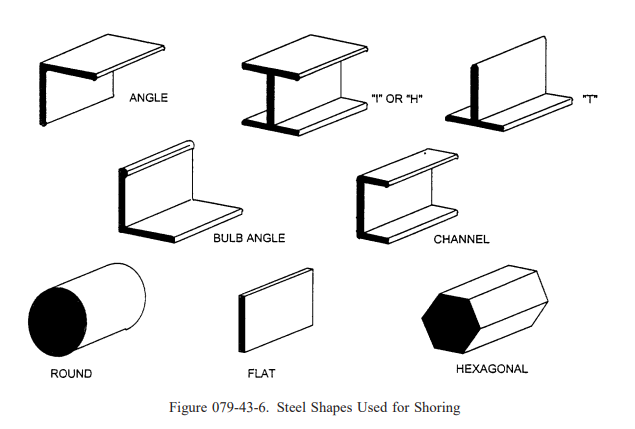 ANGLE
"I" OR "H"
"T"
BULB ANGLE
CHANNEL
ROUND
FLAT
HEXAGONAL
Figure 079-43-6. Steel Shapes Used for Shoring